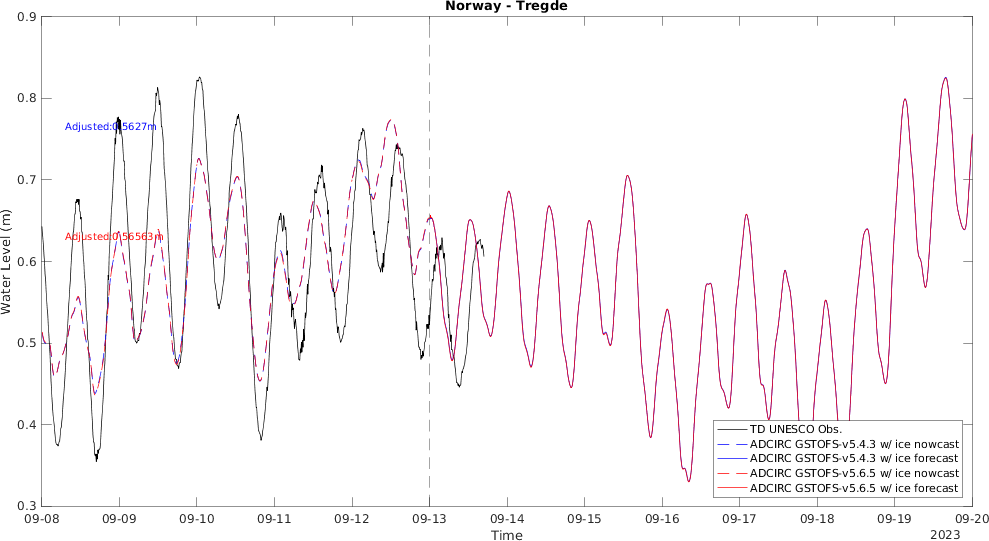 Norway - Tregde
0.9
0.8
0.7
0.6
0.5
0.4
0.3
Water Level (m)
Adjusted:0.5627m
Adjusted:0.56563m
TD UNESCO Obs.
ADCIRC GSTOFS-v5.4.3 w/ ice nowcast
ADCIRC GSTOFS-v5.4.3 w/ ice forecast
ADCIRC GSTOFS-v5.6.5 w/ ice nowcast
ADCIRC GSTOFS-v5.6.5 w/ ice forecast
09-08 09-09 09-10 09-11 09-12 09-13 09-14 09-15 09-16 09-17 09-18 09-19 09-20
Time
2023